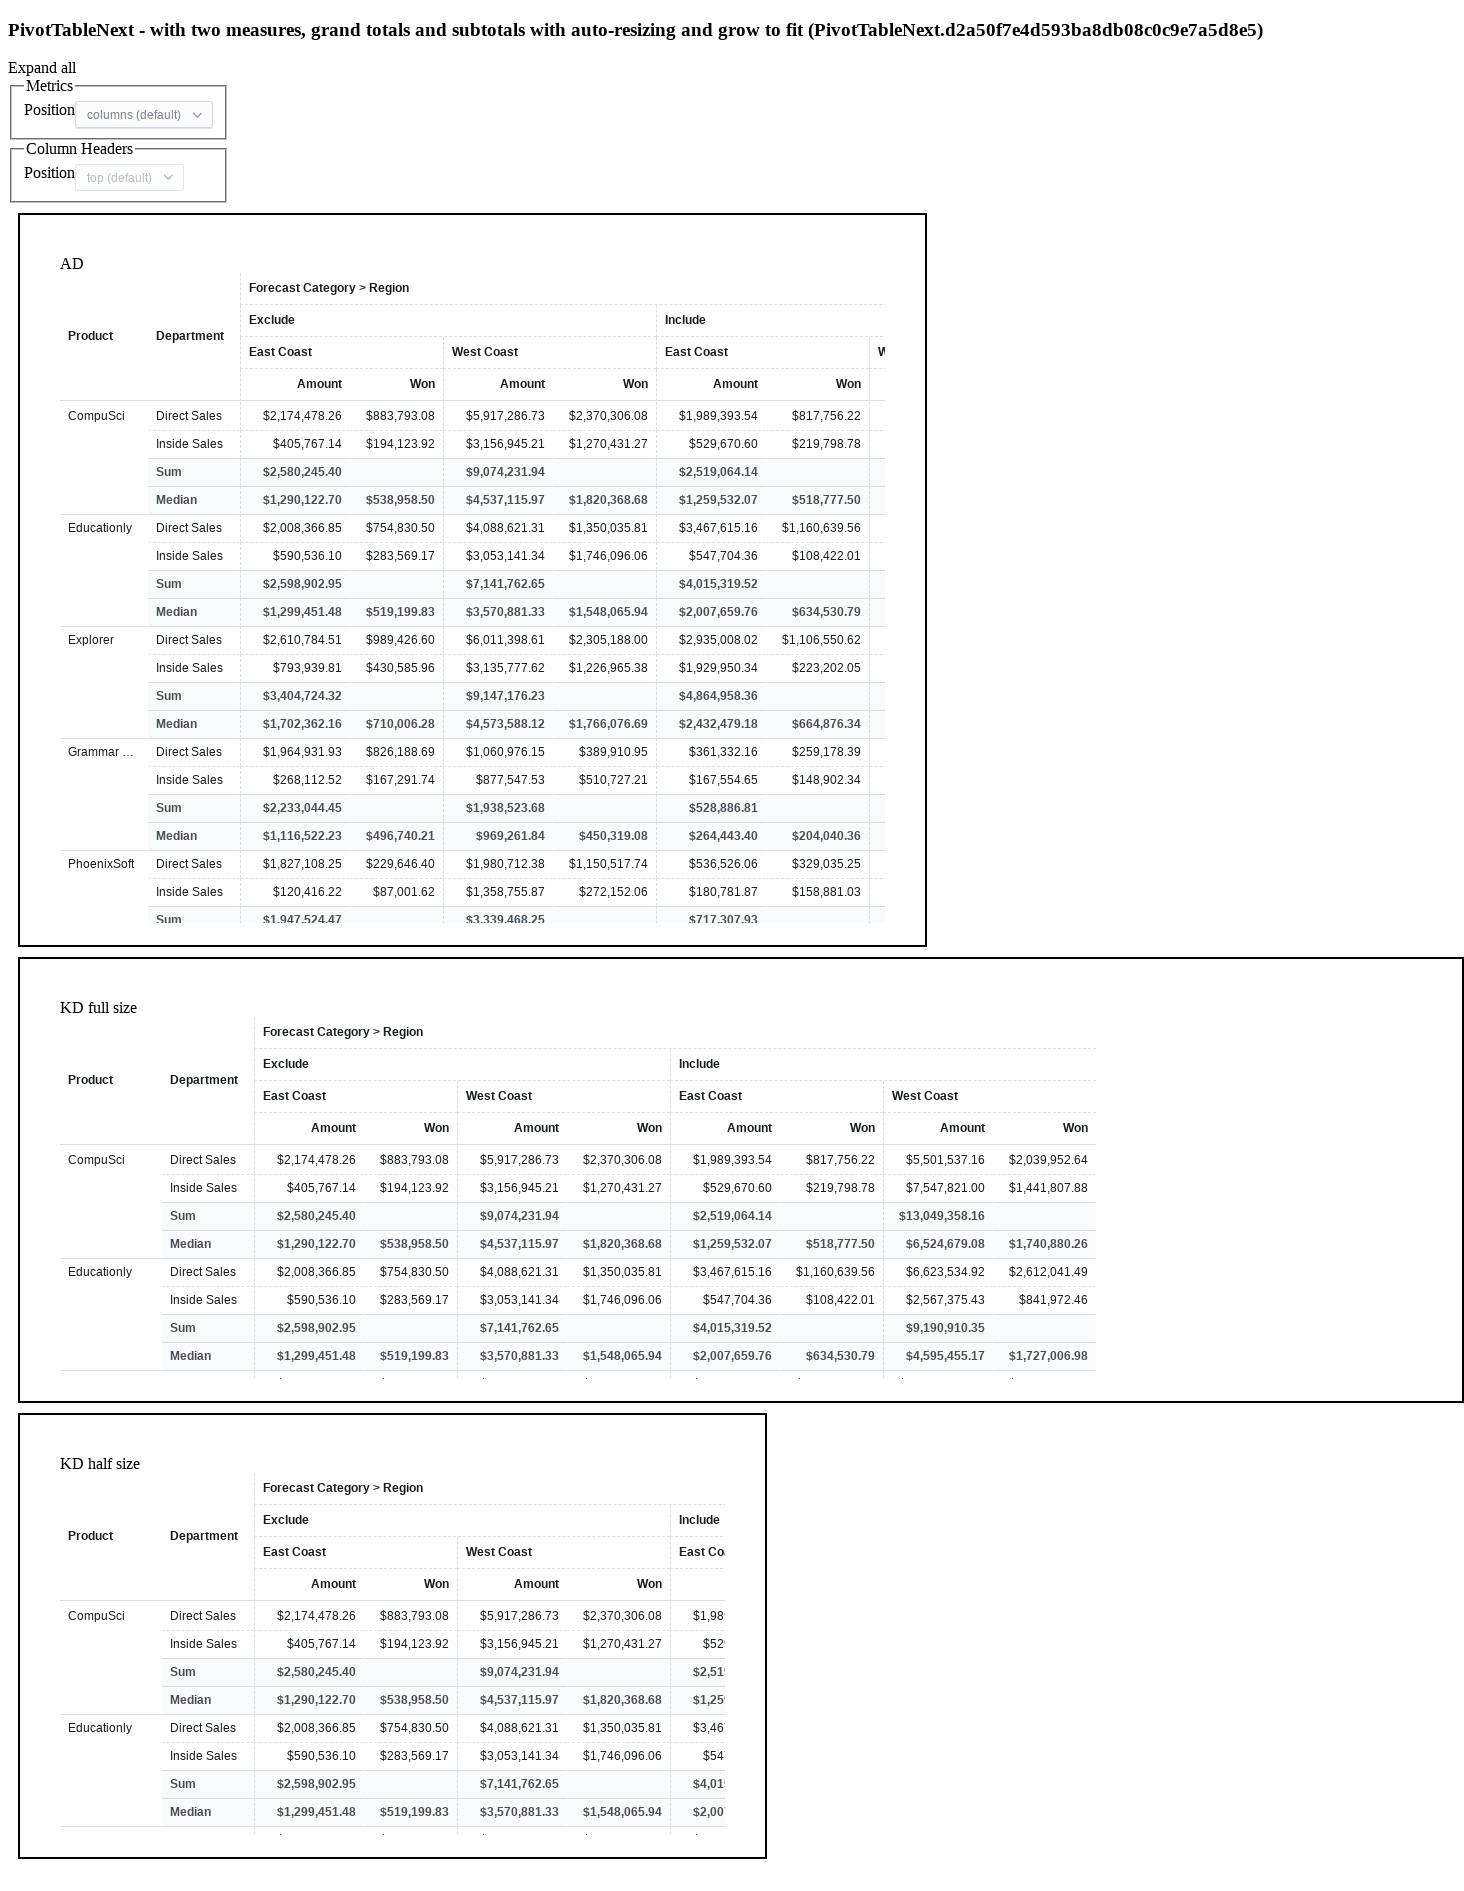 PivotTableNext - with two measures, grand totals and subtotals with auto-resizing and grow to fit (PivotTableNext.d2a50f7e4d593ba8db08c0c9e7a5d8e5)
Expand all
Metrics
Position columns (default)
Column Headers
Position top (default)
AD
Forecast Category > Region
Exclude Include
Product Department
East Coast West Coast East Coast
Amount Won Amount Won Amount Won
CompuSci Direct Sales $2,174,478.26 $883,793.08 $5,917,286.73 $2,370,306.08 $1,989,393.54 $817,756.22
Inside Sales $405,767.14 $194,123.92 $3,156,945.21 $1,270,431.27 $529,670.60 $219,798.78
Sum $2,580,245.40 $9,074,231.94 $2,519,064.14
Median $1,290,122.70 $538,958.50 $4,537,115.97 $1,820,368.68 $1,259,532.07 $518,777.50
Educationly Direct Sales $2,008,366.85 $754,830.50 $4,088,621.31 $1,350,035.81 $3,467,615.16 $1,160,639.56
Inside Sales $590,536.10 $283,569.17 $3,053,141.34 $1,746,096.06 $547,704.36 $108,422.01
Sum $2,598,902.95 $7,141,762.65 $4,015,319.52
Median $1,299,451.48 $519,199.83 $3,570,881.33 $1,548,065.94 $2,007,659.76 $634,530.79
Explorer Direct Sales $2,610,784.51 $989,426.60 $6,011,398.61 $2,305,188.00 $2,935,008.02 $1,106,550.62
Inside Sales $793,939.81 $430,585.96 $3,135,777.62 $1,226,965.38 $1,929,950.34 $223,202.05
Sum $3,404,724.32 $9,147,176.23 $4,864,958.36
Median $1,702,362.16 $710,006.28 $4,573,588.12 $1,766,076.69 $2,432,479.18 $664,876.34
Grammar … Direct Sales $1,964,931.93 $826,188.69 $1,060,976.15 $389,910.95 $361,332.16 $259,178.39
Inside Sales $268,112.52 $167,291.74 $877,547.53 $510,727.21 $167,554.65 $148,902.34
Sum $2,233,044.45 $1,938,523.68 $528,886.81
Median $1,116,522.23 $496,740.21 $969,261.84 $450,319.08 $264,443.40 $204,040.36
PhoenixSoft Direct Sales $1,827,108.25 $229,646.40 $1,980,712.38 $1,150,517.74 $536,526.06 $329,035.25
Inside Sales $120,416.22 $87,001.62 $1,358,755.87 $272,152.06 $180,781.87 $158,881.03
Sum $1,947,524.47 $3,339,468.25 $717,307.93
KD full size
Forecast Category > Region
Exclude Include
Product Department
East Coast West Coast East Coast West Coast
Amount Won Amount Won Amount Won Amount Won
CompuSci Direct Sales $2,174,478.26 $883,793.08 $5,917,286.73 $2,370,306.08 $1,989,393.54 $817,756.22 $5,501,537.16 $2,039,952.64
Inside Sales $405,767.14 $194,123.92 $3,156,945.21 $1,270,431.27 $529,670.60 $219,798.78 $7,547,821.00 $1,441,807.88
Sum $2,580,245.40 $9,074,231.94 $2,519,064.14 $13,049,358.16
Median $1,290,122.70 $538,958.50 $4,537,115.97 $1,820,368.68 $1,259,532.07 $518,777.50 $6,524,679.08 $1,740,880.26
Educationly Direct Sales $2,008,366.85 $754,830.50 $4,088,621.31 $1,350,035.81 $3,467,615.16 $1,160,639.56 $6,623,534.92 $2,612,041.49
Inside Sales $590,536.10 $283,569.17 $3,053,141.34 $1,746,096.06 $547,704.36 $108,422.01 $2,567,375.43 $841,972.46
Sum $2,598,902.95 $7,141,762.65 $4,015,319.52 $9,190,910.35
Median $1,299,451.48 $519,199.83 $3,570,881.33 $1,548,065.94 $2,007,659.76 $634,530.79 $4,595,455.17 $1,727,006.98
KD half size
Forecast Category > Region
Exclude Include
Product Department
East Coast West Coast East Co
Amount Won Amount Won
CompuSci Direct Sales $2,174,478.26 $883,793.08 $5,917,286.73 $2,370,306.08 $1,98
Inside Sales $405,767.14 $194,123.92 $3,156,945.21 $1,270,431.27 $52
Sum $2,580,245.40 $9,074,231.94 $2,51
Median $1,290,122.70 $538,958.50 $4,537,115.97 $1,820,368.68 $1,25
Educationly Direct Sales $2,008,366.85 $754,830.50 $4,088,621.31 $1,350,035.81 $3,46
Inside Sales $590,536.10 $283,569.17 $3,053,141.34 $1,746,096.06 $54
Sum $2,598,902.95 $7,141,762.65 $4,01
Median $1,299,451.48 $519,199.83 $3,570,881.33 $1,548,065.94 $2,00